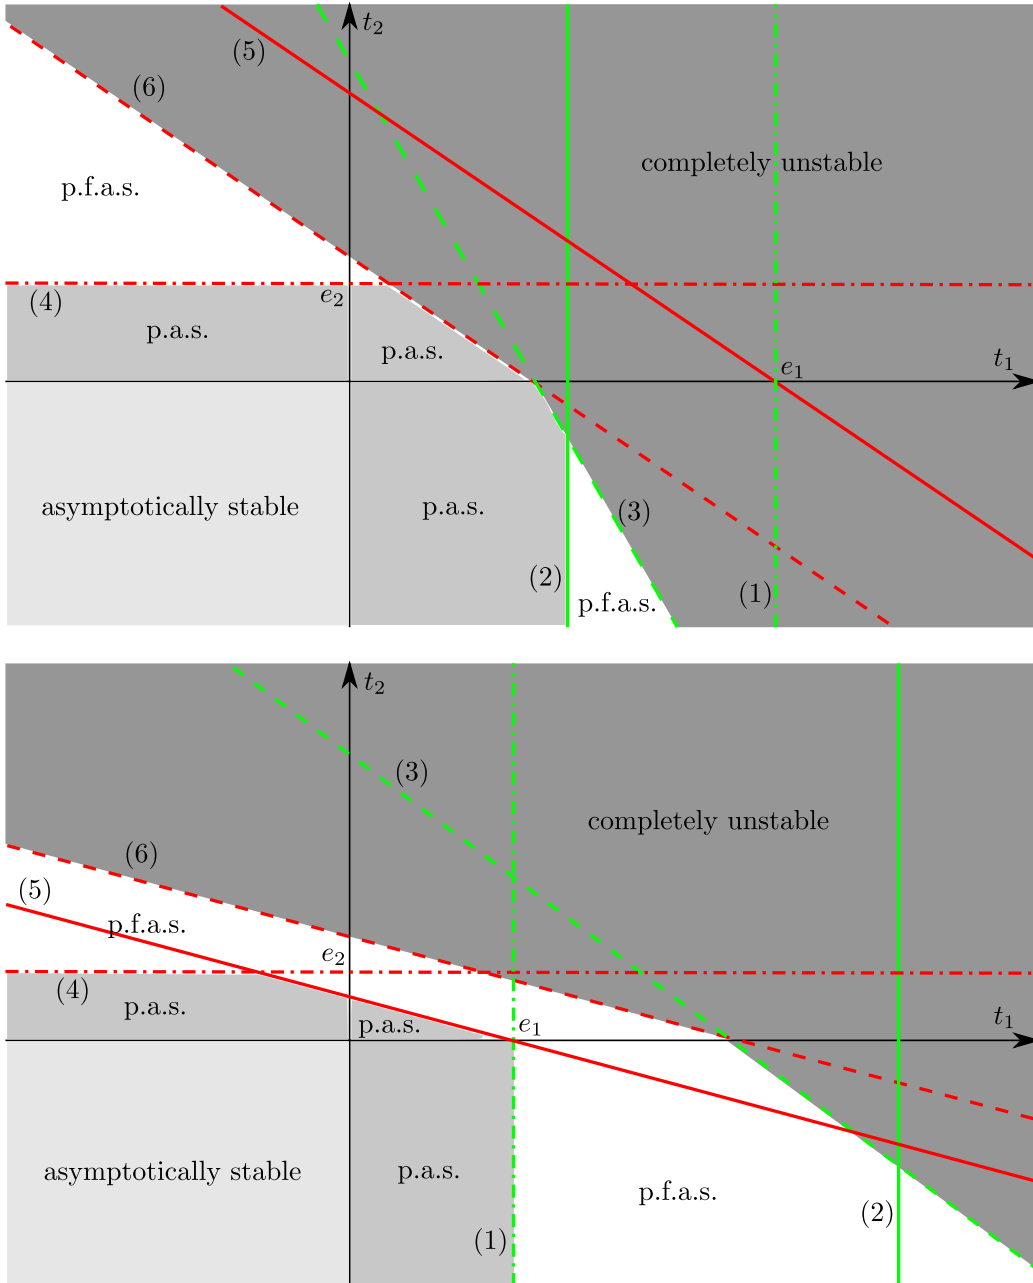 t₂
(5)
(6)
completely unstable
p.f.a.s.
(4)
e₂
p.a.s.
p.a.s.
e₁
t₁
asymptotically stable
p.a.s.
(3)
(2)
(1)
p.f.a.s.
t₂
(3)
completely unstable
(6)
(5)
p.f.a.s.
e₂
(4)
p.a.s.
p.a.s.
e₁
t₁
asymptotically stable
p.a.s.
p.f.a.s.
(2)
(1)